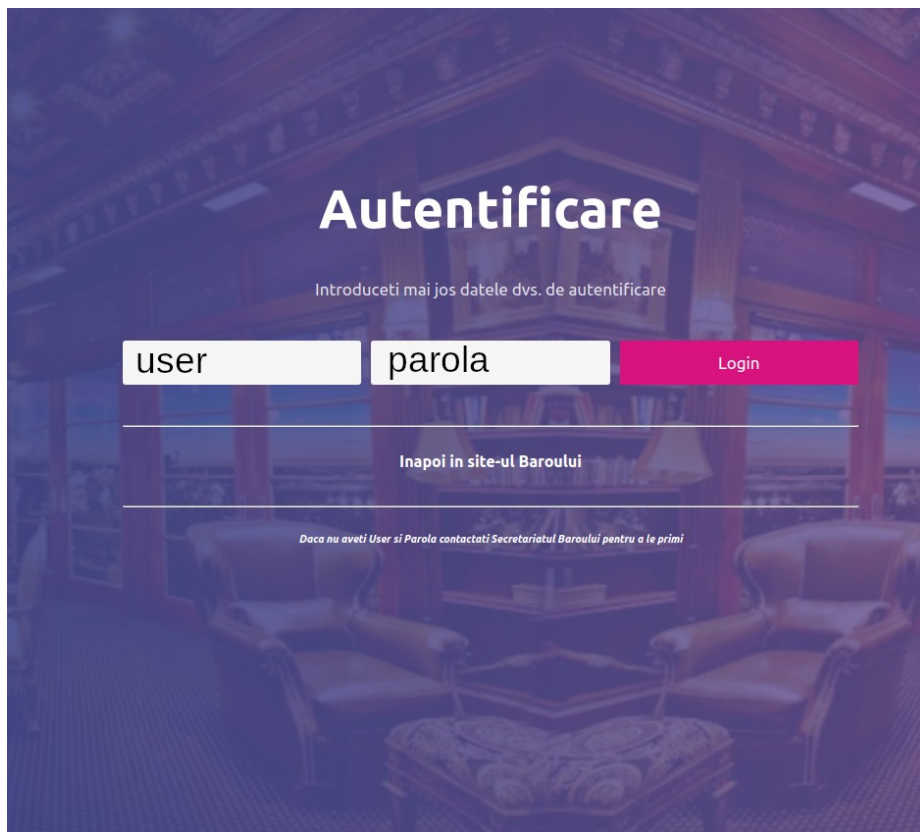 Autentificare
Introduceti mai jos datele dvs. de autentificare
user parola Login
Inapoi in site-ul Baroului
Daca nu aveti User si Parola contactati Secretariatul Baroului pentru a le primi